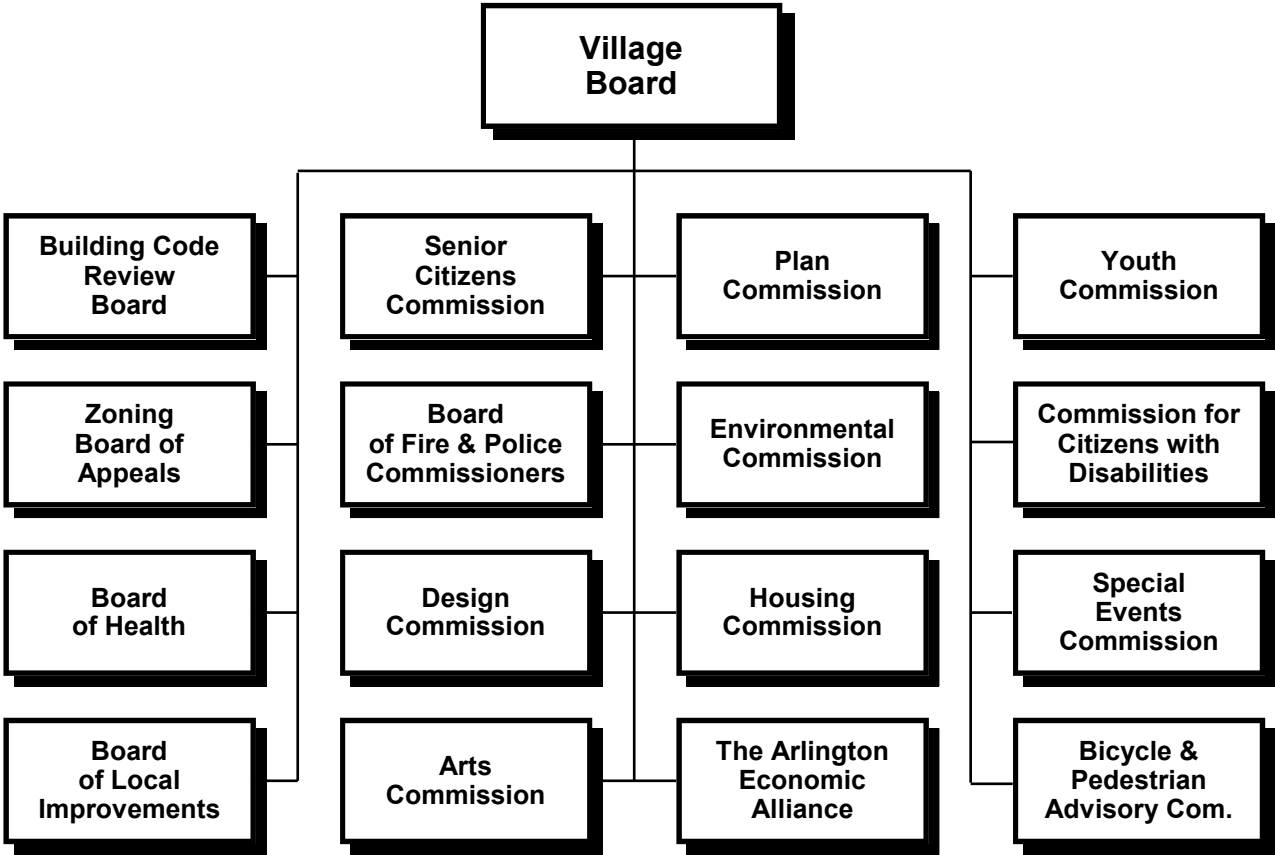 Village
Board
Building Code
Review
Board
Senior
Citizens
Commission
Plan
Commission
Youth
Commission
Zoning
Board of
Appeals
Board
of Fire & Police
Commissioners
Environmental
Commission
Commission for
Citizens with
Disabilities
Board
of Health
Design
Commission
Housing
Commission
Special
Events
Commission
Board
of Local
Improvements
Arts
Commission
The Arlington
Economic
Alliance
Bicycle &
Pedestrian
Advisory Com.